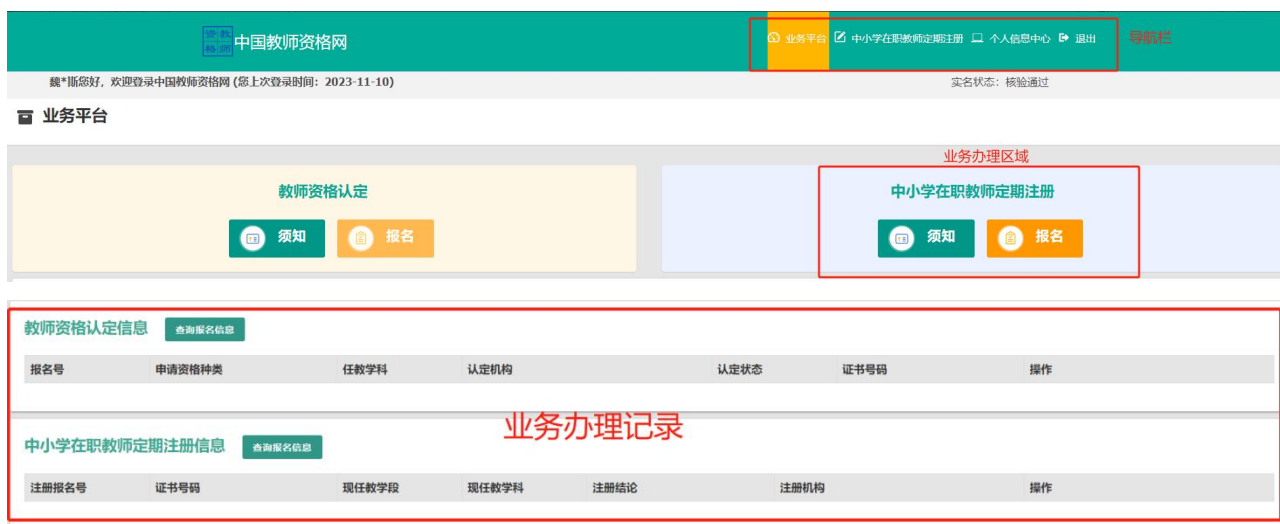 资教格师 中国教师资格网
业务平台 中小学在职教师定期注册 个人信息中心 退出 导航栏
魏*斯您好，欢迎登录中国教师资格网 (您上次登录时间：2023-11-10) 实名状态：核验通过
业务平台
业务办理区域
教师资格认定 中小学在职教师定期注册
须知 报名 须知 报名
教师资格认定信息 查询报名信息
报名号 申请资格种类 任教学科 认定机构 认定状态 证书号码 操作
业务办理记录
中小学在职教师定期注册信息 查询报名信息
注册报名号 证书号码 现任教学段 现任教学科 注册结论 注册机构 操作